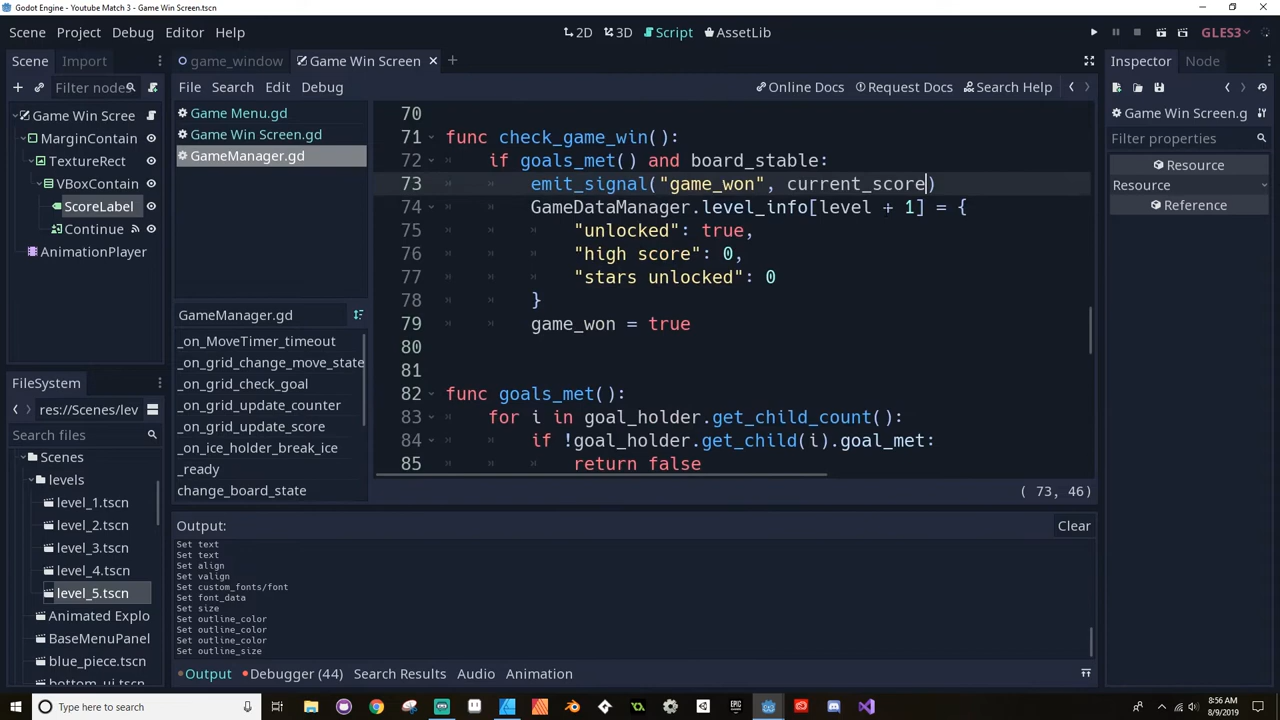 Godot Engine - Youtube Match 3 - Game Win Screen.tscn
Scene Project Debug Editor Help
2D 3D Script AssetLib
GLES3
Scene Import
game_window Game Win Screen
Inspector Node
Filter nodes
File Search Edit Debug
Online Docs Request Docs Search Help
Game Win Scree
MarginContain
TextureRect
VBoxContain
ScoreLabel
Continue
AnimationPlayer
Game Menu.gd
Game Win Screen.gd
GameManager.gd
Game Win Screen.g
Filter properties
Resource
Resource
Reference
70
71 func check_game_win():
72 if goals_met() and board_stable:
73 emit_signal("game_won", current_score)
74 GameDataManager.level_info[level + 1] = {
75 "unlocked": true,
76 "high score": 0,
77 "stars unlocked": 0
78 }
79 game_won = true
80
81
82 func goals_met():
83 for i in goal_holder.get_child_count():
84 if !goal_holder.get_child(i).goal_met:
85 return false
( 73, 46)
GameManager.gd
_on_MoveTimer_timeout
_on_grid_change_move_state
_on_grid_check_goal
_on_grid_update_counter
_on_grid_update_score
_on_ice_holder_break_ice
_ready
change_board_state
FileSystem
res://Scenes/lev
Search files
Scenes
levels
level_1.tscn
level_2.tscn
level_3.tscn
level_4.tscn
level_5.tscn
Animated Explo
BaseMenuPanel
blue_piece.tscn
bottom_ui.tscn
Output:
Clear
Set text
Set text
Set align
Set valign
Set custom_fonts/font
Set font_data
Set size
Set outline_color
Set outline_color
Set outline_color
Set outline_size
Output Debugger (44) Search Results Audio Animation
Type here to search
8:56 AM
8/9/2019